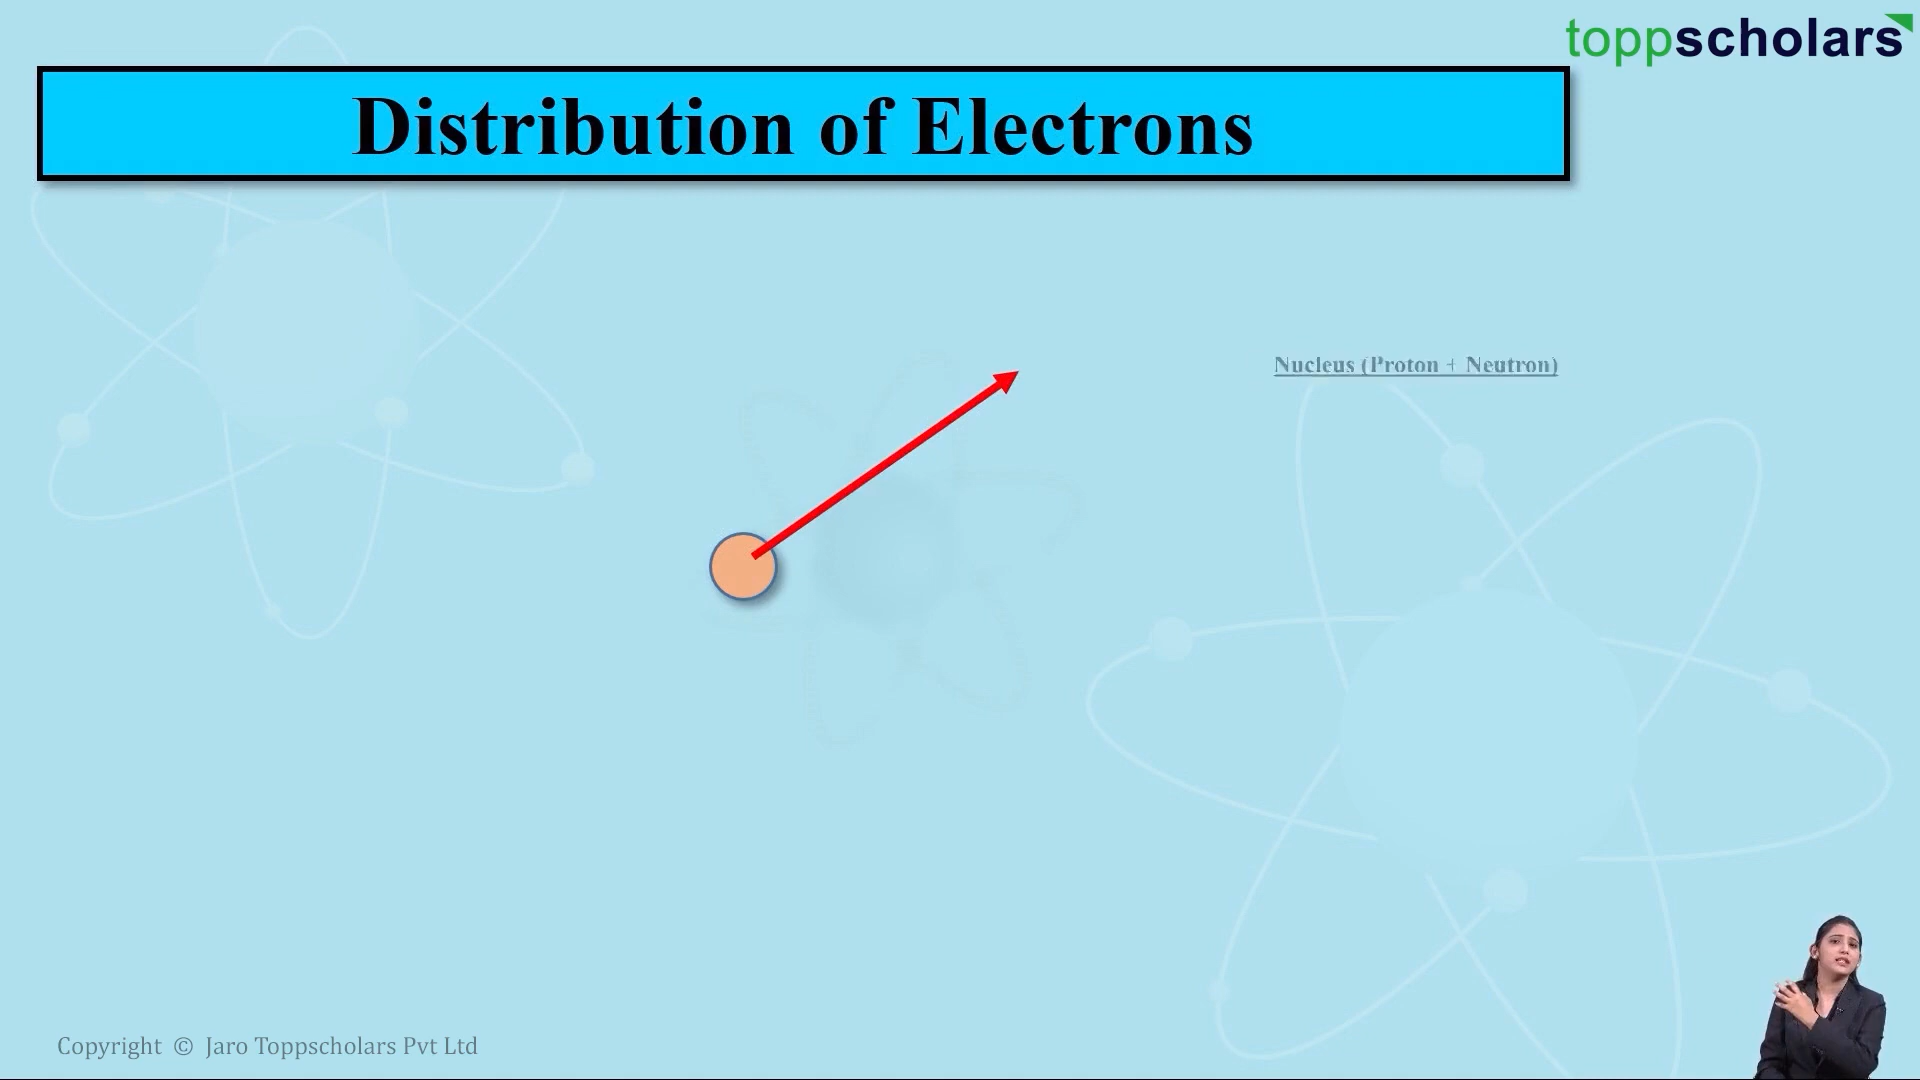 toppscholars
Distribution of Electrons
Nucleus (Proton + Neutron)
Copyright © Jaro Toppscholars Pvt Ltd